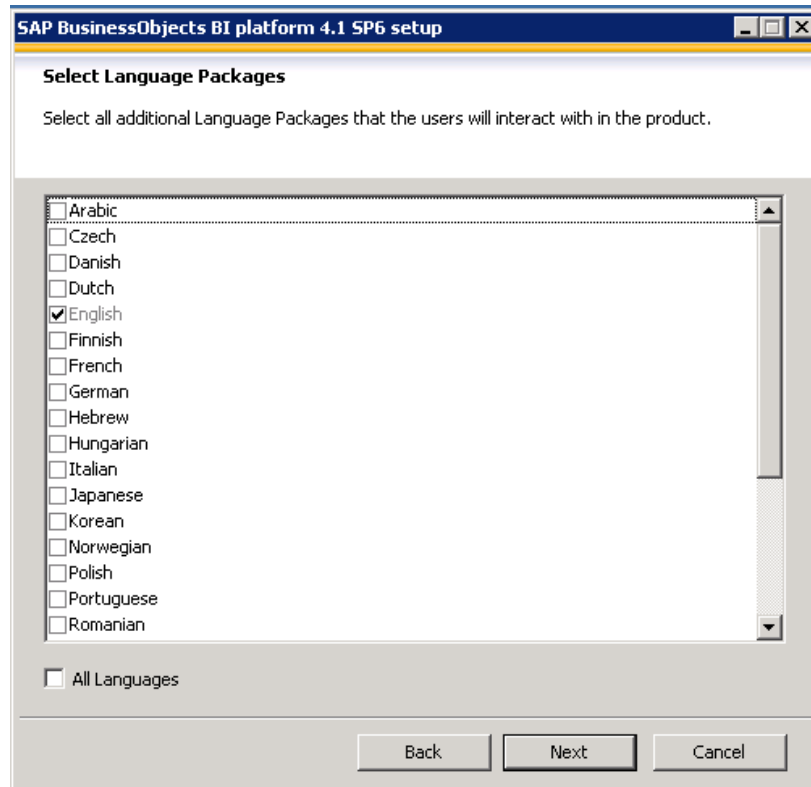 SAP BusinessObjects BI platform 4.1 SP6 setup
Select Language Packages
Select all additional Language Packages that the users will interact with in the product.
Arabic
Czech
Danish
Dutch
English
Finnish
French
German
Hebrew
Hungarian
Italian
Japanese
Korean
Norwegian
Polish
Portuguese
Romanian
All Languages
Back Next Cancel